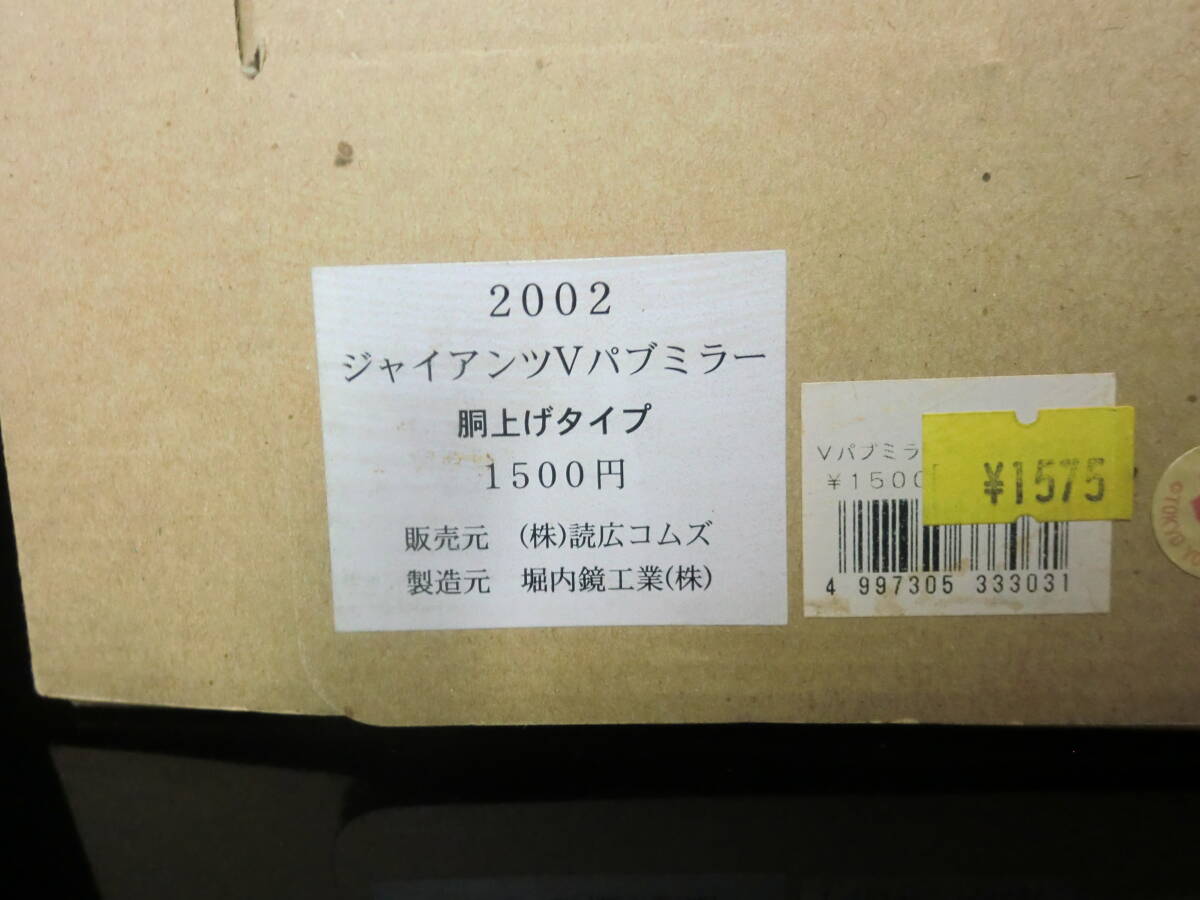 2002
ジャイアンツVパブミラー
胴上げタイプ
1500円
販売元 (株)読広コムズ
製造元 堀内鏡工業(株)
Vパブミラ
¥1500
¥1575
4 997305 333031
©TOKY